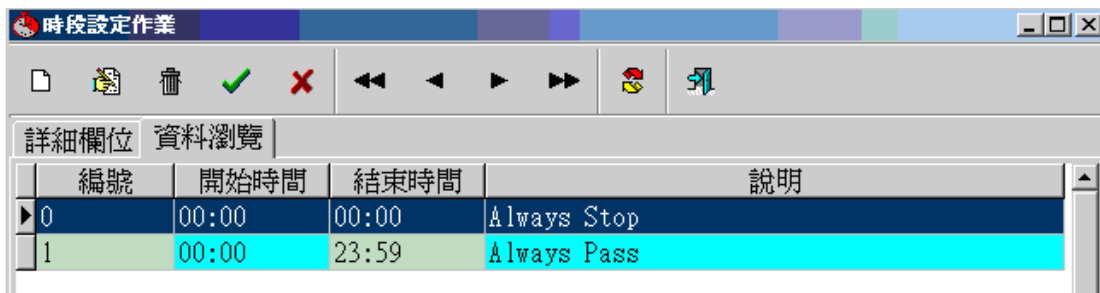 時段設定作業
詳細欄位 資料瀏覽
編號 開始時間 結束時間 說明
0 00:00 00:00 Always Stop
1 00:00 23:59 Always Pass